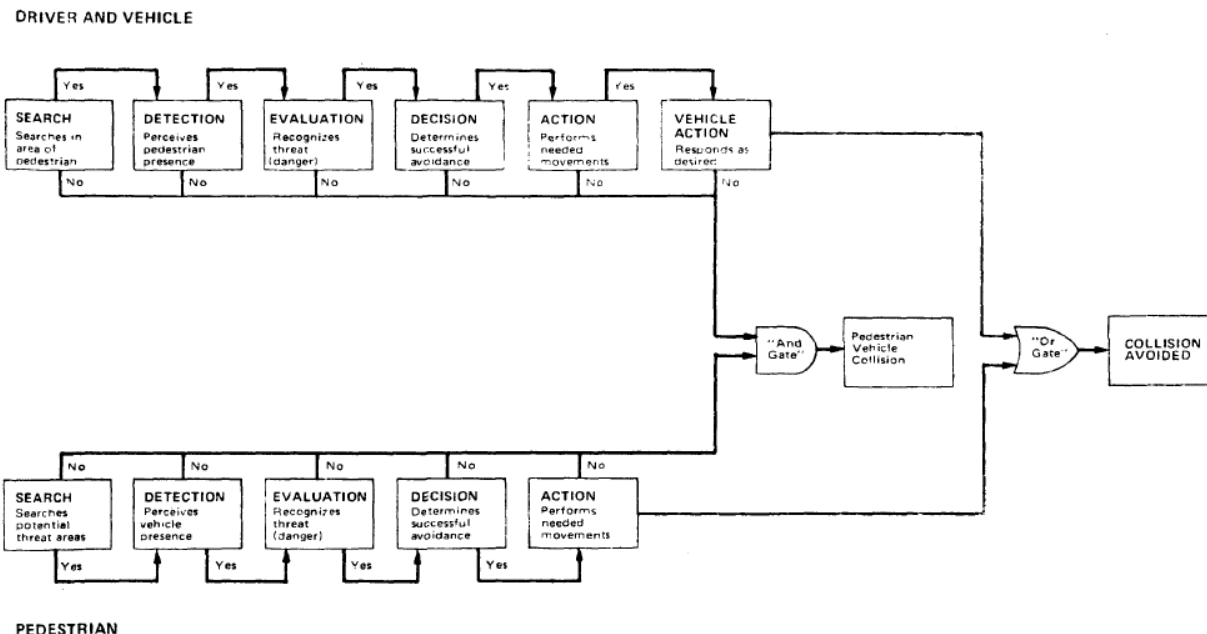 DRIVER AND VEHICLE
Yes
Yes
Yes
Yes
Yes
SEARCH
Searches in
area of
pedestrian
DETECTION
Perceives
pedestrian
presence
EVALUATION
Recognizes
threat
(danger)
DECISION
Determines
successful
avoidance
ACTION
Performs
needed
movements
VEHICLE
ACTION
Responds as
desired
No
No
No
No
No
No
"And
Gate"
Pedestrian
Vehicle
Collision
"Or
Gate"
COLLISION
AVOIDED
No
No
No
No
No
SEARCH
Searches
potential
threat areas
DETECTION
Perceives
vehicle
presence
EVALUATION
Recognizes
threat
(danger)
DECISION
Determines
successful
avoidance
ACTION
Performs
needed
movements
Yes
Yes
Yes
Yes
PEDESTRIAN